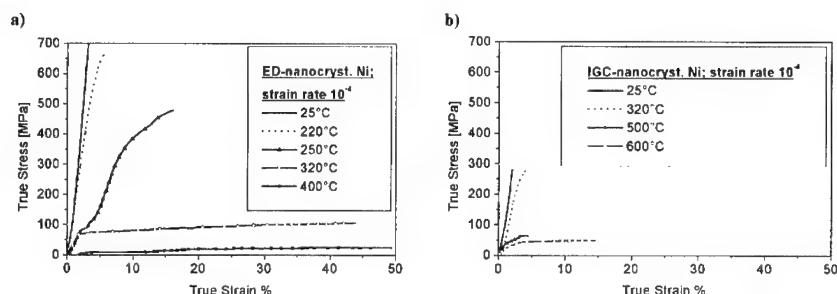 a)
True Stress [MPa]
700
600
500
400
300
200
100
0
0
10
20
30
40
50
True Strain %
ED-nanocryst. Ni;
strain rate 10⁻⁴
25°C
220°C
250°C
320°C
400°C
b)
True Stress [MPa]
700
600
500
400
300
200
100
0
0
10
20
30
40
50
True Strain %
IGC-nanocryst. Ni; strain rate 10⁻⁴
25°C
320°C
500°C
600°C